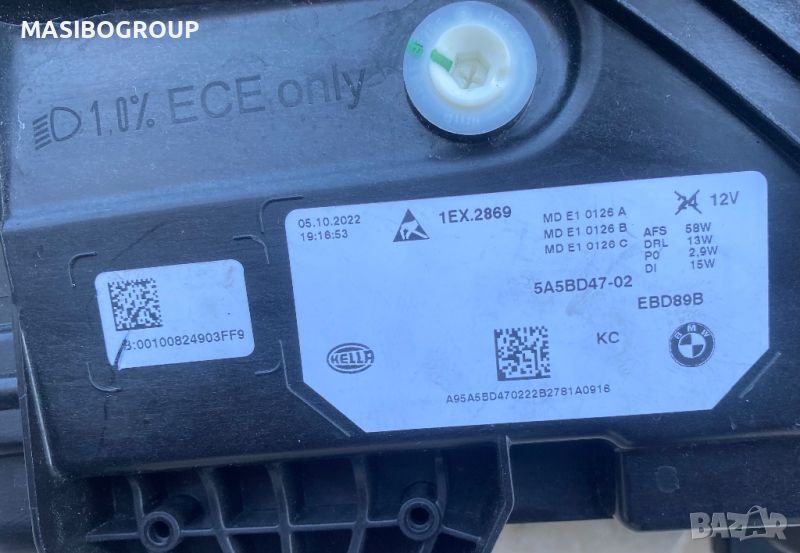 MASIBOGROUP
1,0% ECE only
05.10.2022
19:16:53
1EX.2869
MD E1 0126 A
MD E1 0126 B
MD E1 0126 C
24 12V
AFS 58W
DRL 13W
PO 2,9W
DI 15W
5A5BD47-02
EBD89B
B:00100824903FF9
HELLA
KC
BMW
A95A5BD470222B2781A0916
BAZAR